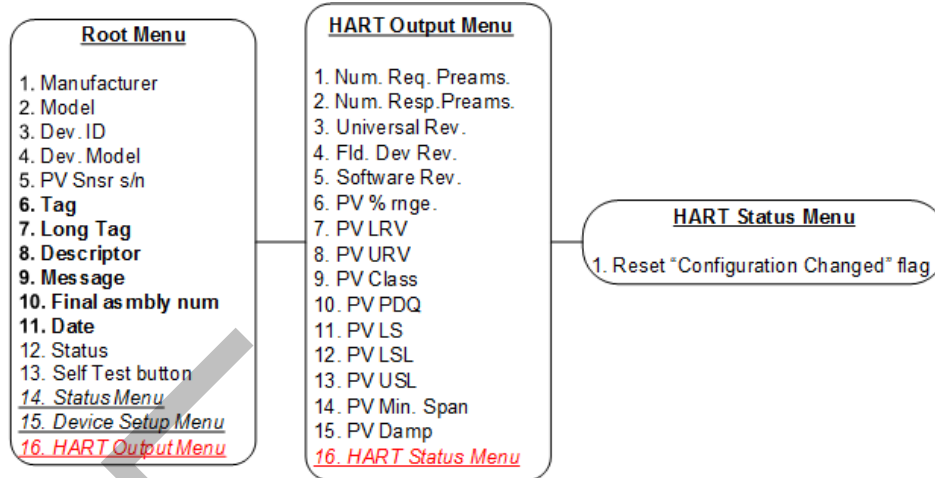 Root Menu
1. Manufacturer
2. Model
3. Dev. ID
4. Dev. Model
5. PV Snsr s/n
6. Tag
7. Long Tag
8. Descriptor
9. Message
10. Final asmbly num
11. Date
12. Status
13. Self Test button
14. Status Menu
15. Device Setup Menu
16. HART Output Menu
HART Output Menu
1. Num. Req. Preams.
2. Num. Resp.Preams.
3. Universal Rev.
4. Fld. Dev Rev.
5. Software Rev.
6. PV % rnge.
7. PV LRV
8. PV URV
9. PV Class
10. PV PDQ
11. PV LS
12. PV LSL
13. PV USL
14. PV Min. Span
15. PV Damp
16. HART Status Menu
HART Status Menu
1. Reset “Configuration Changed” flag